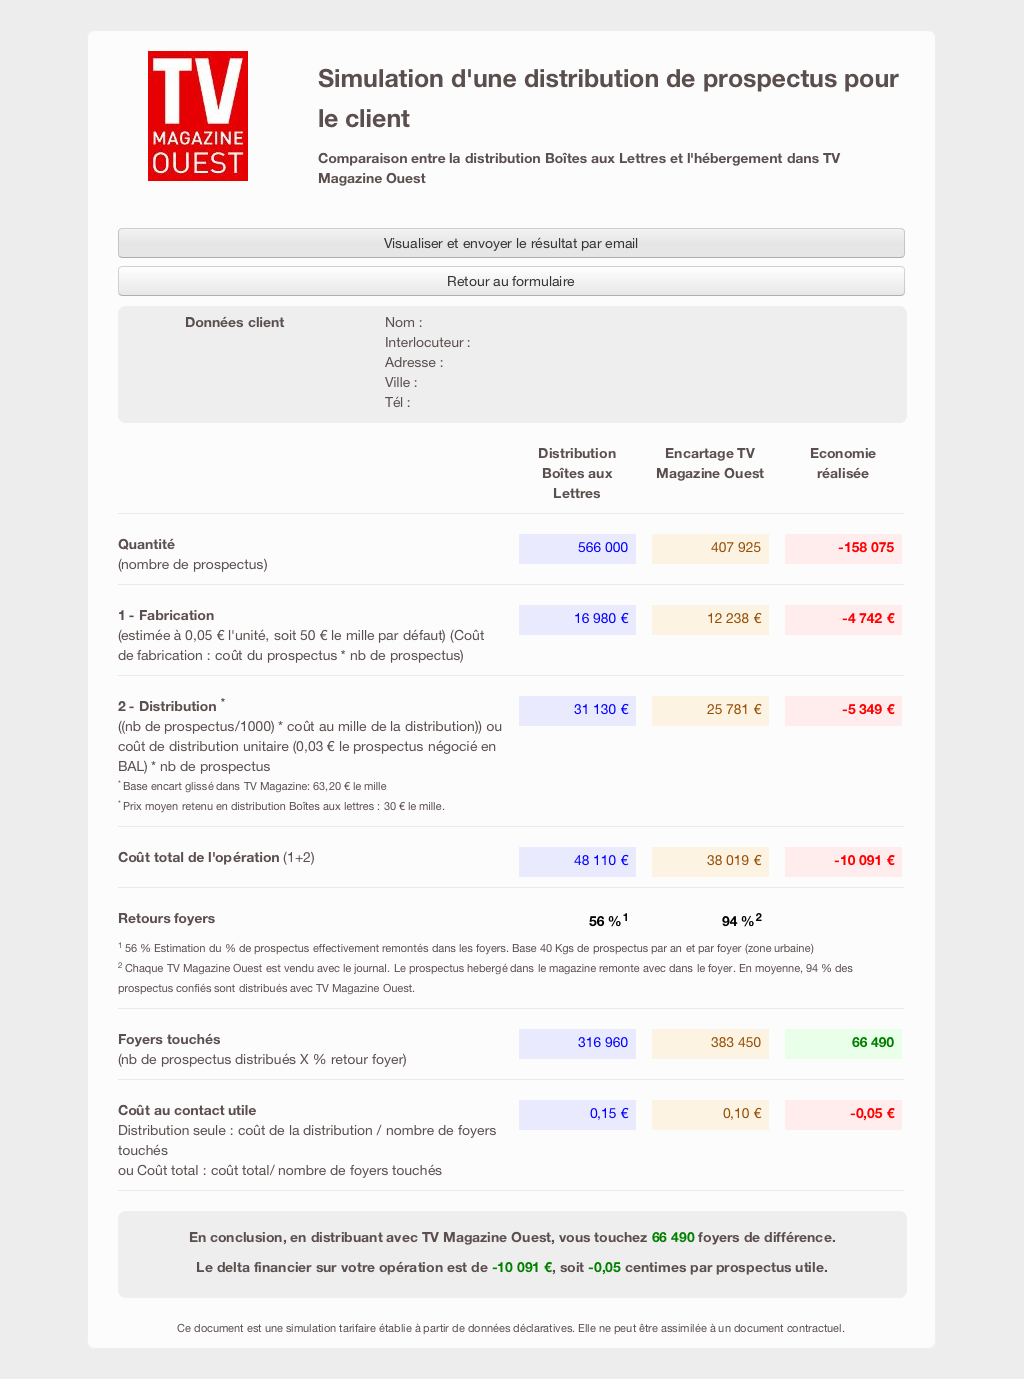 TV
MAGAZINE
OUEST
Simulation d'une distribution de prospectus pour
le client
Comparaison entre la distribution Boîtes aux Lettres et l'hébergement dans TV
Magazine Ouest
Visualiser et envoyer le résultat par email
Retour au formulaire
Données client
Nom :
Interlocuteur :
Adresse :
Ville :
Tél :
Distribution Boîtes aux Lettres
Encartage TV Magazine Ouest
Economie réalisée
Quantité 566 000 407 925 -158 075
(nombre de prospectus)
1 - Fabrication 16 980 € 12 238 € -4 742 €
(estimée à 0,05 € l'unité, soit 50 € le mille par défaut) (Coût
de fabrication : coût du prospectus * nb de prospectus)
2 - Distribution * 31 130 € 25 781 € -5 349 €
((nb de prospectus/1000) * coût au mille de la distribution)) ou
coût de distribution unitaire (0,03 € le prospectus négocié en
BAL) * nb de prospectus
* Base encart glissé dans TV Magazine: 63,20 € le mille
* Prix moyen retenu en distribution Boîtes aux lettres : 30 € le mille.
Coût total de l'opération (1+2) 48 110 € 38 019 € -10 091 €
Retours foyers 56 %1 94 %2
1 56 % Estimation du % de prospectus effectivement remontés dans les foyers. Base 40 Kgs de prospectus par an et par foyer (zone urbaine)
2 Chaque TV Magazine Ouest est vendu avec le journal. Le prospectus hebergé dans le magazine remonte avec dans le foyer. En moyenne, 94 % des
prospectus confiés sont distribués avec TV Magazine Ouest.
Foyers touchés 316 960 383 450 66 490
(nb de prospectus distribués X % retour foyer)
Coût au contact utile 0,15 € 0,10 € -0,05 €
Distribution seule : coût de la distribution / nombre de foyers
touchés
ou Coût total : coût total/ nombre de foyers touchés
En conclusion, en distribuant avec TV Magazine Ouest, vous touchez 66 490 foyers de différence.
Le delta financier sur votre opération est de -10 091 €, soit -0,05 centimes par prospectus utile.
Ce document est une simulation tarifaire établie à partir de données déclaratives. Elle ne peut être assimilée à un document contractuel.